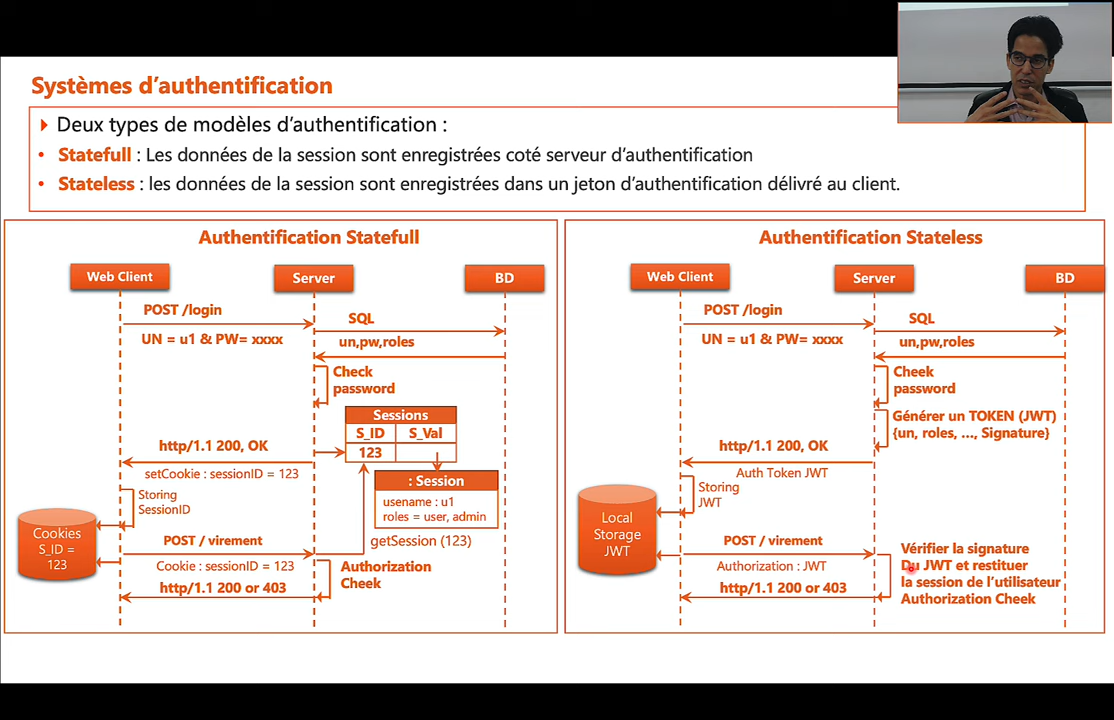 Systèmes d’authentification
Deux types de modèles d’authentification :
• Statefull : Les données de la session sont enregistrées coté serveur d’authentification
• Stateless : les données de la session sont enregistrées dans un jeton d’authentification délivré au client.
Authentification Statefull
Web Client
Server
BD
POST /login
UN = u1 & PW= xxxx
SQL
un,pw,roles
Check
password
Sessions
S_ID S_Val
123
http/1.1 200, OK
setCookie : sessionID = 123
: Session
usename : u1
roles = user, admin
Storing
SessionID
Cookies
S_ID =
123
POST / virement
Cookie : sessionID = 123
getSession (123)
Authorization
Cheek
http/1.1 200 or 403
Authentification Stateless
Web Client
Server
BD
POST /login
UN = u1 & PW= xxxx
SQL
un,pw,roles
Cheek
password
Générer un TOKEN (JWT)
{un, roles, ..., Signature}
http/1.1 200, OK
Auth Token JWT
Storing
JWT
Local
Storage
JWT
POST / virement
Authorization : JWT
http/1.1 200 or 403
Vérifier la signature
Du JWT et restituer
la session de l’utilisateur
Authorization Cheek